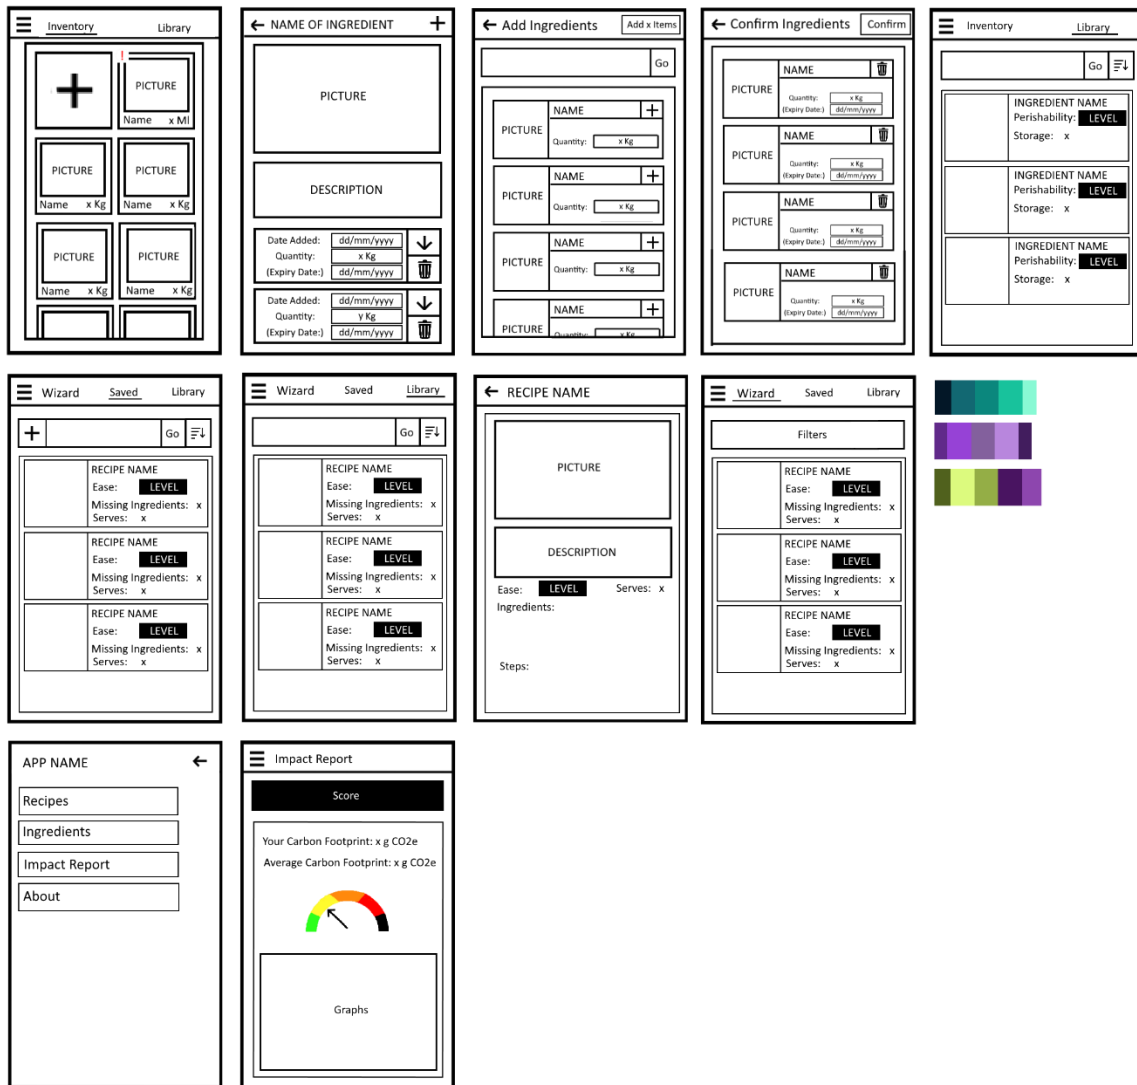 Inventory Library
!
PICTURE
Name x Ml
PICTURE PICTURE
Name x Kg Name x Kg
PICTURE PICTURE
Name x Kg Name x Kg
NAME OF INGREDIENT
PICTURE
DESCRIPTION
Date Added: dd/mm/yyyy
Quantity: x Kg
(Expiry Date:) dd/mm/yyyy
Date Added: dd/mm/yyyy
Quantity: y Kg
(Expiry Date:) dd/mm/yyyy
Add Ingredients Add x Items
Go
NAME
PICTURE
Quantity: x Kg
NAME
PICTURE
Quantity: x Kg
NAME
PICTURE
Quantity: x Kg
NAME
PICTURE
Quantity: x Kg
Confirm Ingredients Confirm
NAME
PICTURE
Quantity: x Kg
(Expiry Date:) dd/mm/yyyy
NAME
PICTURE
Quantity: x Kg
(Expiry Date:) dd/mm/yyyy
NAME
PICTURE
Quantity: x Kg
(Expiry Date:) dd/mm/yyyy
NAME
PICTURE
Quantity: x Kg
(Expiry Date:) dd/mm/yyyy
Inventory Library
Go
INGREDIENT NAME
Perishability: LEVEL
Storage: x
INGREDIENT NAME
Perishability: LEVEL
Storage: x
INGREDIENT NAME
Perishability: LEVEL
Storage: x
Wizard Saved Library
Go
RECIPE NAME
Ease: LEVEL
Missing Ingredients: x
Serves: x
RECIPE NAME
Ease: LEVEL
Missing Ingredients: x
Serves: x
RECIPE NAME
Ease: LEVEL
Missing Ingredients: x
Serves: x
Wizard Saved Library
Go
RECIPE NAME
Ease: LEVEL
Missing Ingredients: x
Serves: x
RECIPE NAME
Ease: LEVEL
Missing Ingredients: x
Serves: x
RECIPE NAME
Ease: LEVEL
Missing Ingredients: x
Serves: x
RECIPE NAME
PICTURE
DESCRIPTION
Ease: LEVEL Serves: x
Ingredients:
Steps:
Wizard Saved Library
Filters
RECIPE NAME
Ease: LEVEL
Missing Ingredients: x
Serves: x
RECIPE NAME
Ease: LEVEL
Missing Ingredients: x
Serves: x
RECIPE NAME
Ease: LEVEL
Missing Ingredients: x
Serves: x
APP NAME
Recipes
Ingredients
Impact Report
About
Impact Report
Score
Your Carbon Footprint: x g CO2e
Average Carbon Footprint: x g CO2e
Graphs